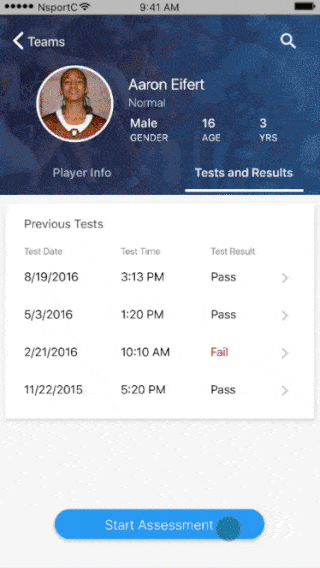 NsportC 9:41 AM
Teams
Aaron Eifert
Normal
Male 16 3
GENDER AGE YRS
Player Info Tests and Results
Previous Tests
Test Date Test Time Test Result
8/19/2016 3:13 PM Pass
5/3/2016 1:20 PM Pass
2/21/2016 10:10 AM Fail
11/22/2015 5:20 PM Pass
Start Assessment